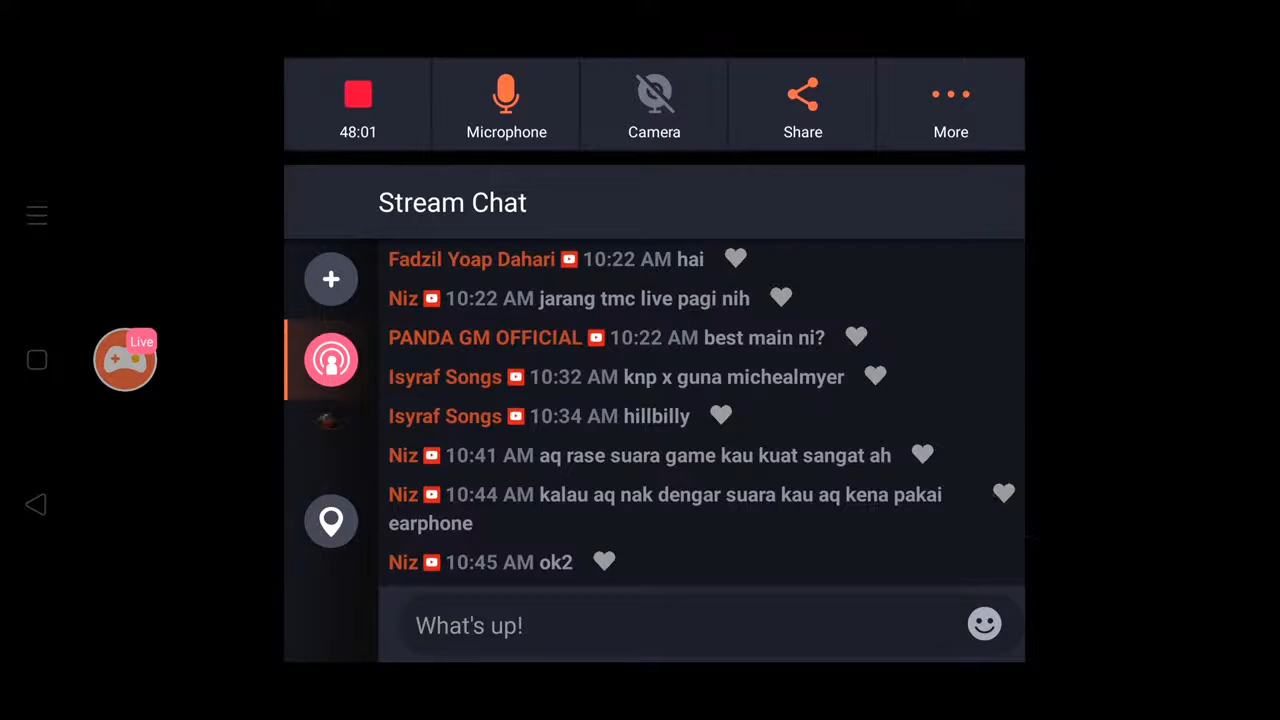 48:01
Microphone
Camera
Share
More
Stream Chat
Live
Fadzil Yoap Dahari 10:22 AM hai
Niz 10:22 AM jarang tmc live pagi nih
PANDA GM OFFICIAL 10:22 AM best main ni?
Isyraf Songs 10:32 AM knp x guna michealmyer
Isyraf Songs 10:34 AM hillbilly
Niz 10:41 AM aq rase suara game kau kuat sangat ah
Niz 10:44 AM kalau aq nak dengar suara kau aq kena pakai
earphone
Niz 10:45 AM ok2
What's up!